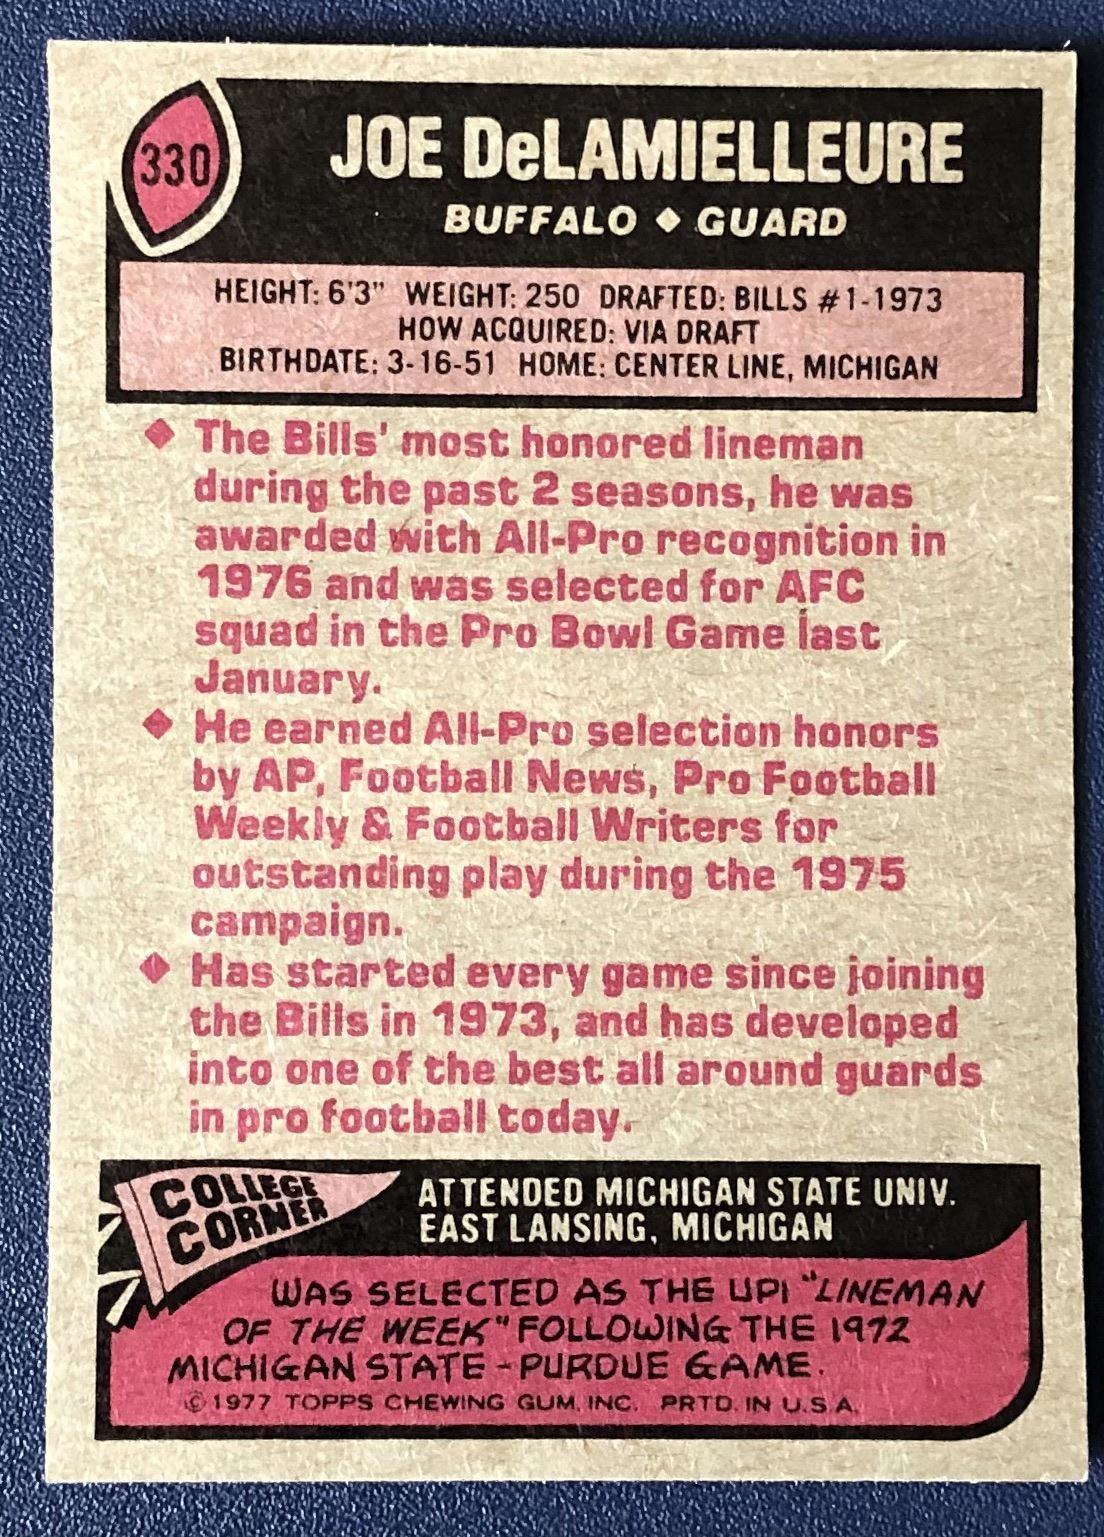 330
JOE DeLAMIELLEURE
BUFFALO ◆ GUARD
HEIGHT: 6'3" WEIGHT: 250 DRAFTED: BILLS #1-1973
HOW ACQUIRED: VIA DRAFT
BIRTHDATE: 3-16-51 HOME: CENTER LINE, MICHIGAN
◆ The Bills' most honored lineman
during the past 2 seasons, he was
awarded with All-Pro recognition in
1976 and was selected for AFC
squad in the Pro Bowl Game last
January.
◆ He earned All-Pro selection honors
by AP, Football News, Pro Football
Weekly & Football Writers for
outstanding play during the 1975
campaign.
◆ Has started every game since joining
the Bills in 1973, and has developed
into one of the best all around guards
in pro football today.
COLLEGE
CORNER
ATTENDED MICHIGAN STATE UNIV.
EAST LANSING, MICHIGAN
WAS SELECTED AS THE UPI "LINEMAN
OF THE WEEK" FOLLOWING THE 1972
MICHIGAN STATE - PURDUE GAME.
© 1977 TOPPS CHEWING GUM, INC. PRTD. IN U.S.A.